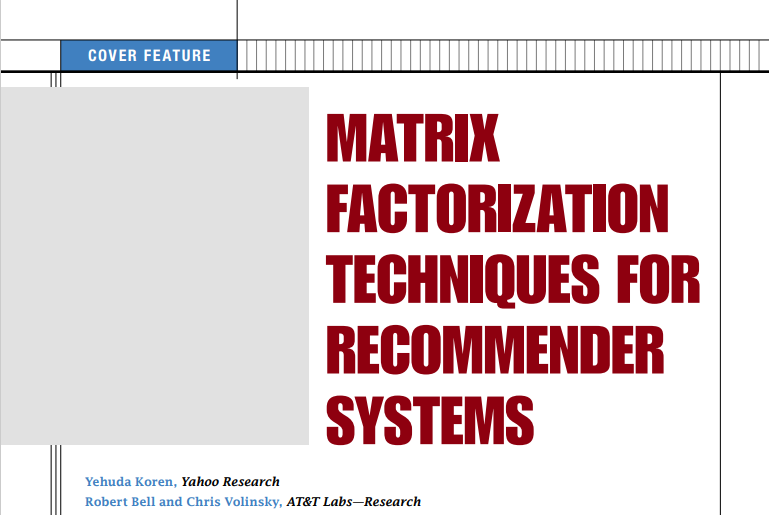 COVER FEATURE
MATRIX
FACTORIZATION
TECHNIQUES FOR
RECOMMENDER
SYSTEMS
Yehuda Koren, Yahoo Research
Robert Bell and Chris Volinsky, AT&T Labs—Research